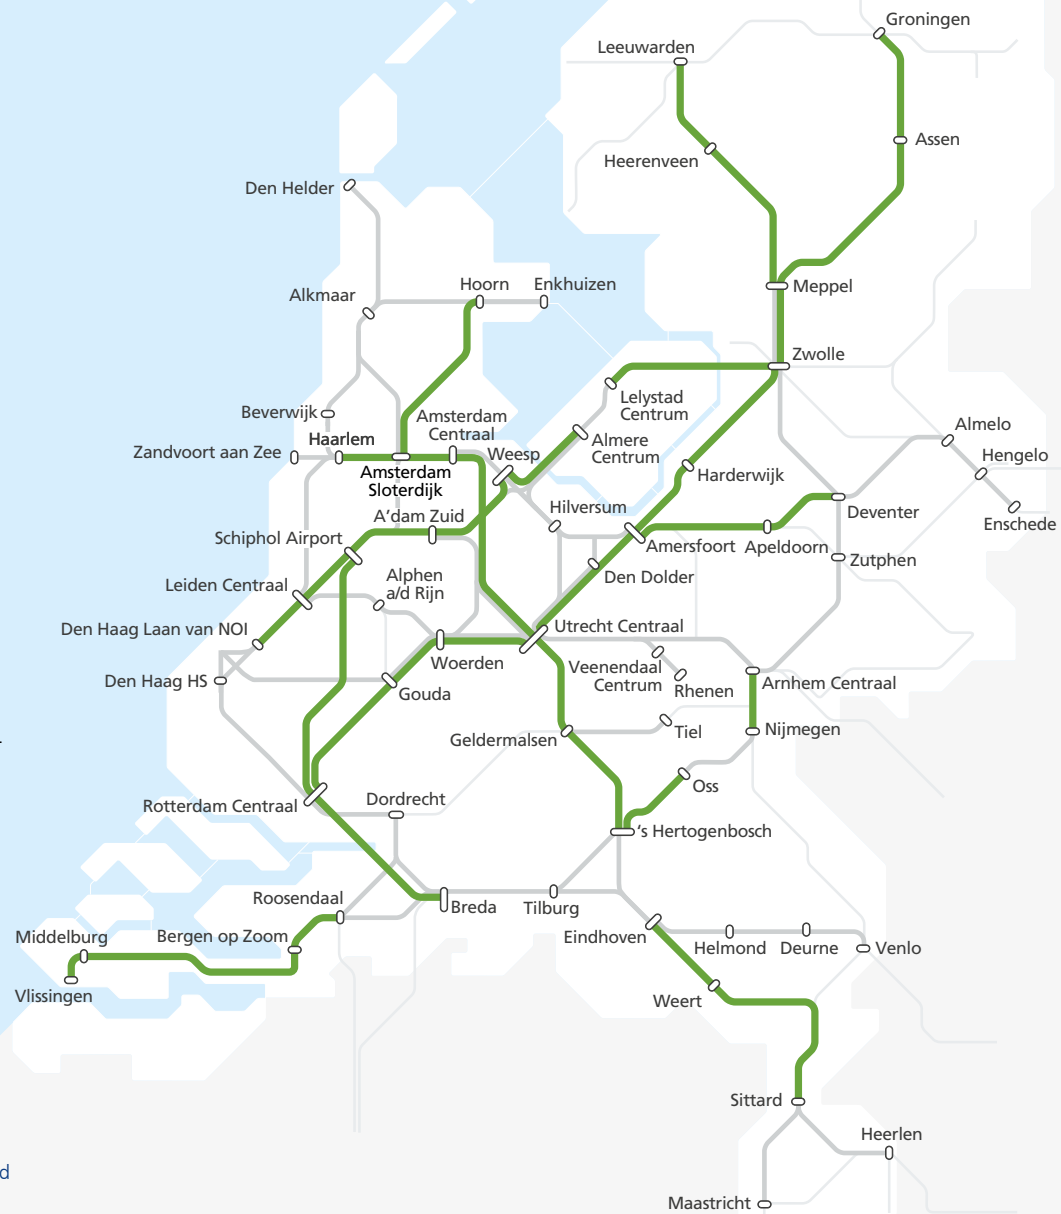 Groningen
Leeuwarden
Assen
Heerenveen
Den Helder
Hoorn
Enkhuizen
Meppel
Alkmaar
Zwolle
Lelystad
Centrum
Beverwijk
Amsterdam
Centraal
Almelo
Haarlem
Almere
Centrum
Zandvoort aan Zee
Weesp
Hengelo
Amsterdam
Sloterdijk
Harderwijk
Hilversum
Deventer
Enschede
A'dam Zuid
Schiphol Airport
Amersfoort
Apeldoorn
Zutphen
Alphen
a/d Rijn
Den Dolder
Leiden Centraal
Den Haag Laan van NOI
Utrecht Centraal
Woerden
Veenendaal
Centrum
Den Haag HS
Rhenen
Arnhem Centraal
Gouda
Tiel
Nijmegen
Geldermalsen
Oss
Rotterdam Centraal
Dordrecht
's Hertogenbosch
Roosendaal
Breda
Tilburg
Middelburg
Bergen op Zoom
Eindhoven
Helmond
Deurne
Venlo
Vlissingen
Weert
Sittard
Heerlen
d
Maastricht